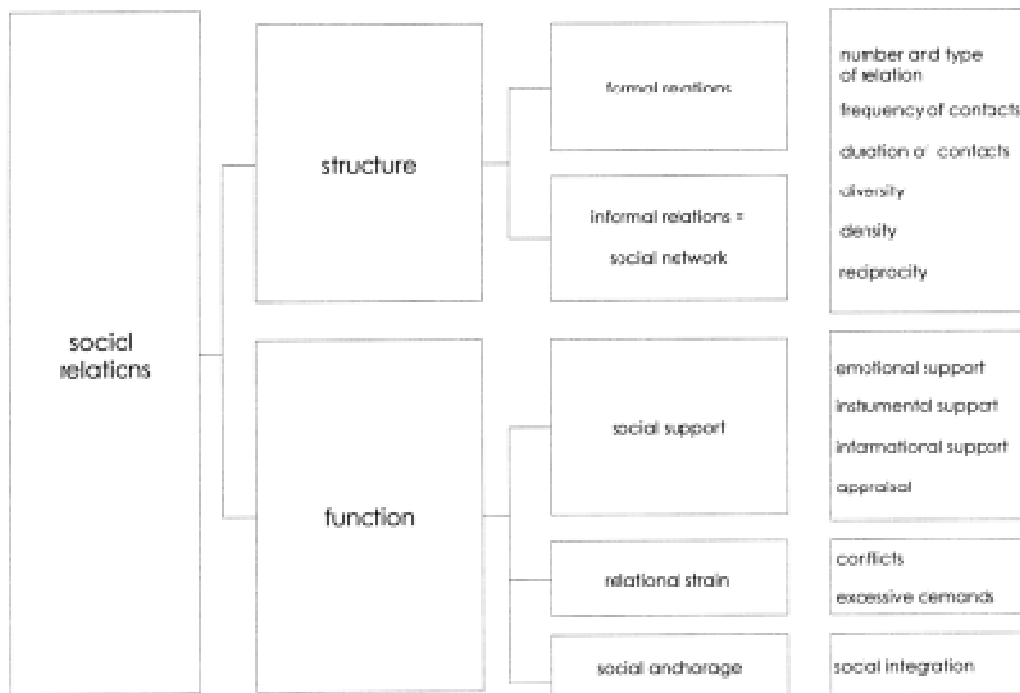 social
relations
structure
function
formal relations
informal relations =
social network
social support
relational strain
social anchorage
number and type
of relation
frequency of contacts
duration of contacts
diversity
density
reciprocity
emotional support
instrumental support
informational support
appraisal
conflicts
excessive demands
social integration